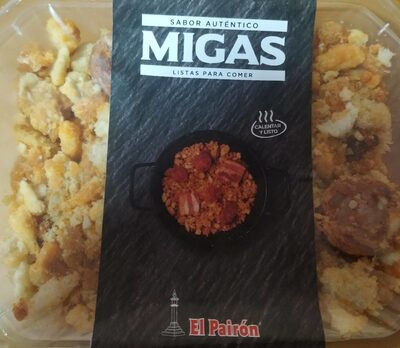 SABOR AUTÉNTICO
MIGAS
LISTAS PARA COMER
CALENTAR
Y LISTO
El Pairón